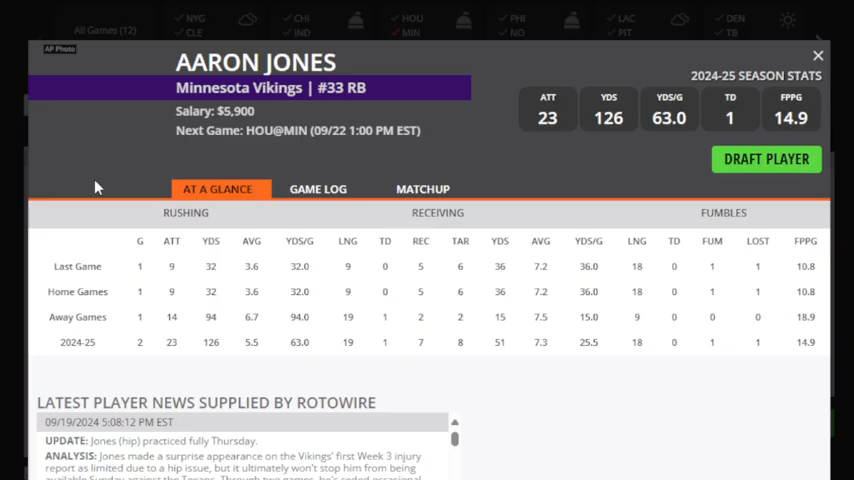 All Games (12)
NYG
CLE
CHI
IND
HOU
MIN
PHI
NO
LAC
PIT
DEN
TB
AP Photo
AARON JONES
Minnesota Vikings | #33 RB
Salary: $5,900
Next Game: HOU@MIN (09/22 1:00 PM EST)
2024-25 SEASON STATS
ATT YDS YDS/G TD FPPG
23 126 63.0 1 14.9
DRAFT PLAYER
AT A GLANCE GAME LOG MATCHUP
RUSHING RECEIVING FUMBLES
G ATT YDS AVG YDS/G LNG TD REC TAR YDS AVG YDS/G LNG TD FUM LOST FPPG
Last Game 1 9 32 3.6 32.0 9 0 5 6 36 7.2 36.0 18 0 1 1 10.8
Home Games 1 9 32 3.6 32.0 9 0 5 6 36 7.2 36.0 18 0 1 1 10.8
Away Games 1 14 94 6.7 94.0 19 1 2 2 15 7.5 15.0 9 0 0 0 18.9
2024-25 2 23 126 5.5 63.0 19 1 7 8 51 7.3 25.5 18 0 1 1 14.9
LATEST PLAYER NEWS SUPPLIED BY ROTOWIRE
09/19/2024 5:08:12 PM EST
UPDATE: Jones (hip) practiced fully Thursday.
ANALYSIS: Jones made a surprise appearance on the Vikings' first Week 3 injury
report as limited due to a hip issue, but it ultimately won't stop him from being
available Sunday against the Texans. Through two games, he's ceded occasional